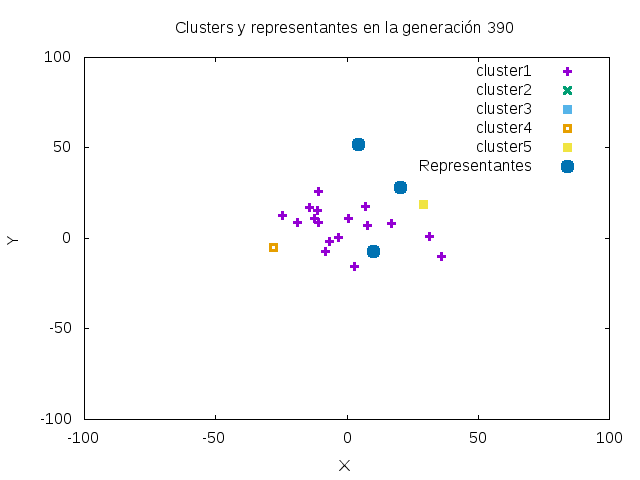 Clusters y representantes en la generación 390
100
50
0
-50
-100
-100
-50
0
50
100
Y
X
cluster1
cluster2
cluster3
cluster4
cluster5
Representantes